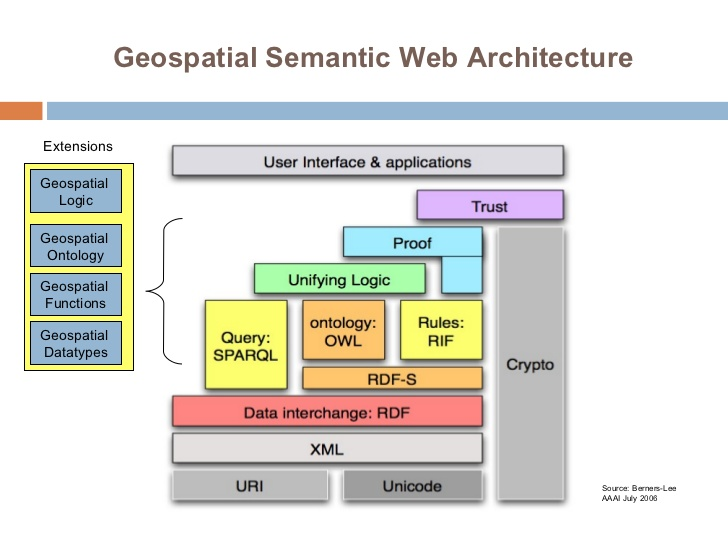 Geospatial Semantic Web Architecture
Extensions
Geospatial
Logic
Geospatial
Ontology
Geospatial
Functions
Geospatial
Datatypes
User Interface & applications
Trust
Proof
Unifying Logic
Query:
SPARQL
ontology:
OWL
Rules:
RIF
Crypto
RDF-S
Data interchange: RDF
XML
URI
Unicode
Source: Berners-Lee
AAAI July 2006